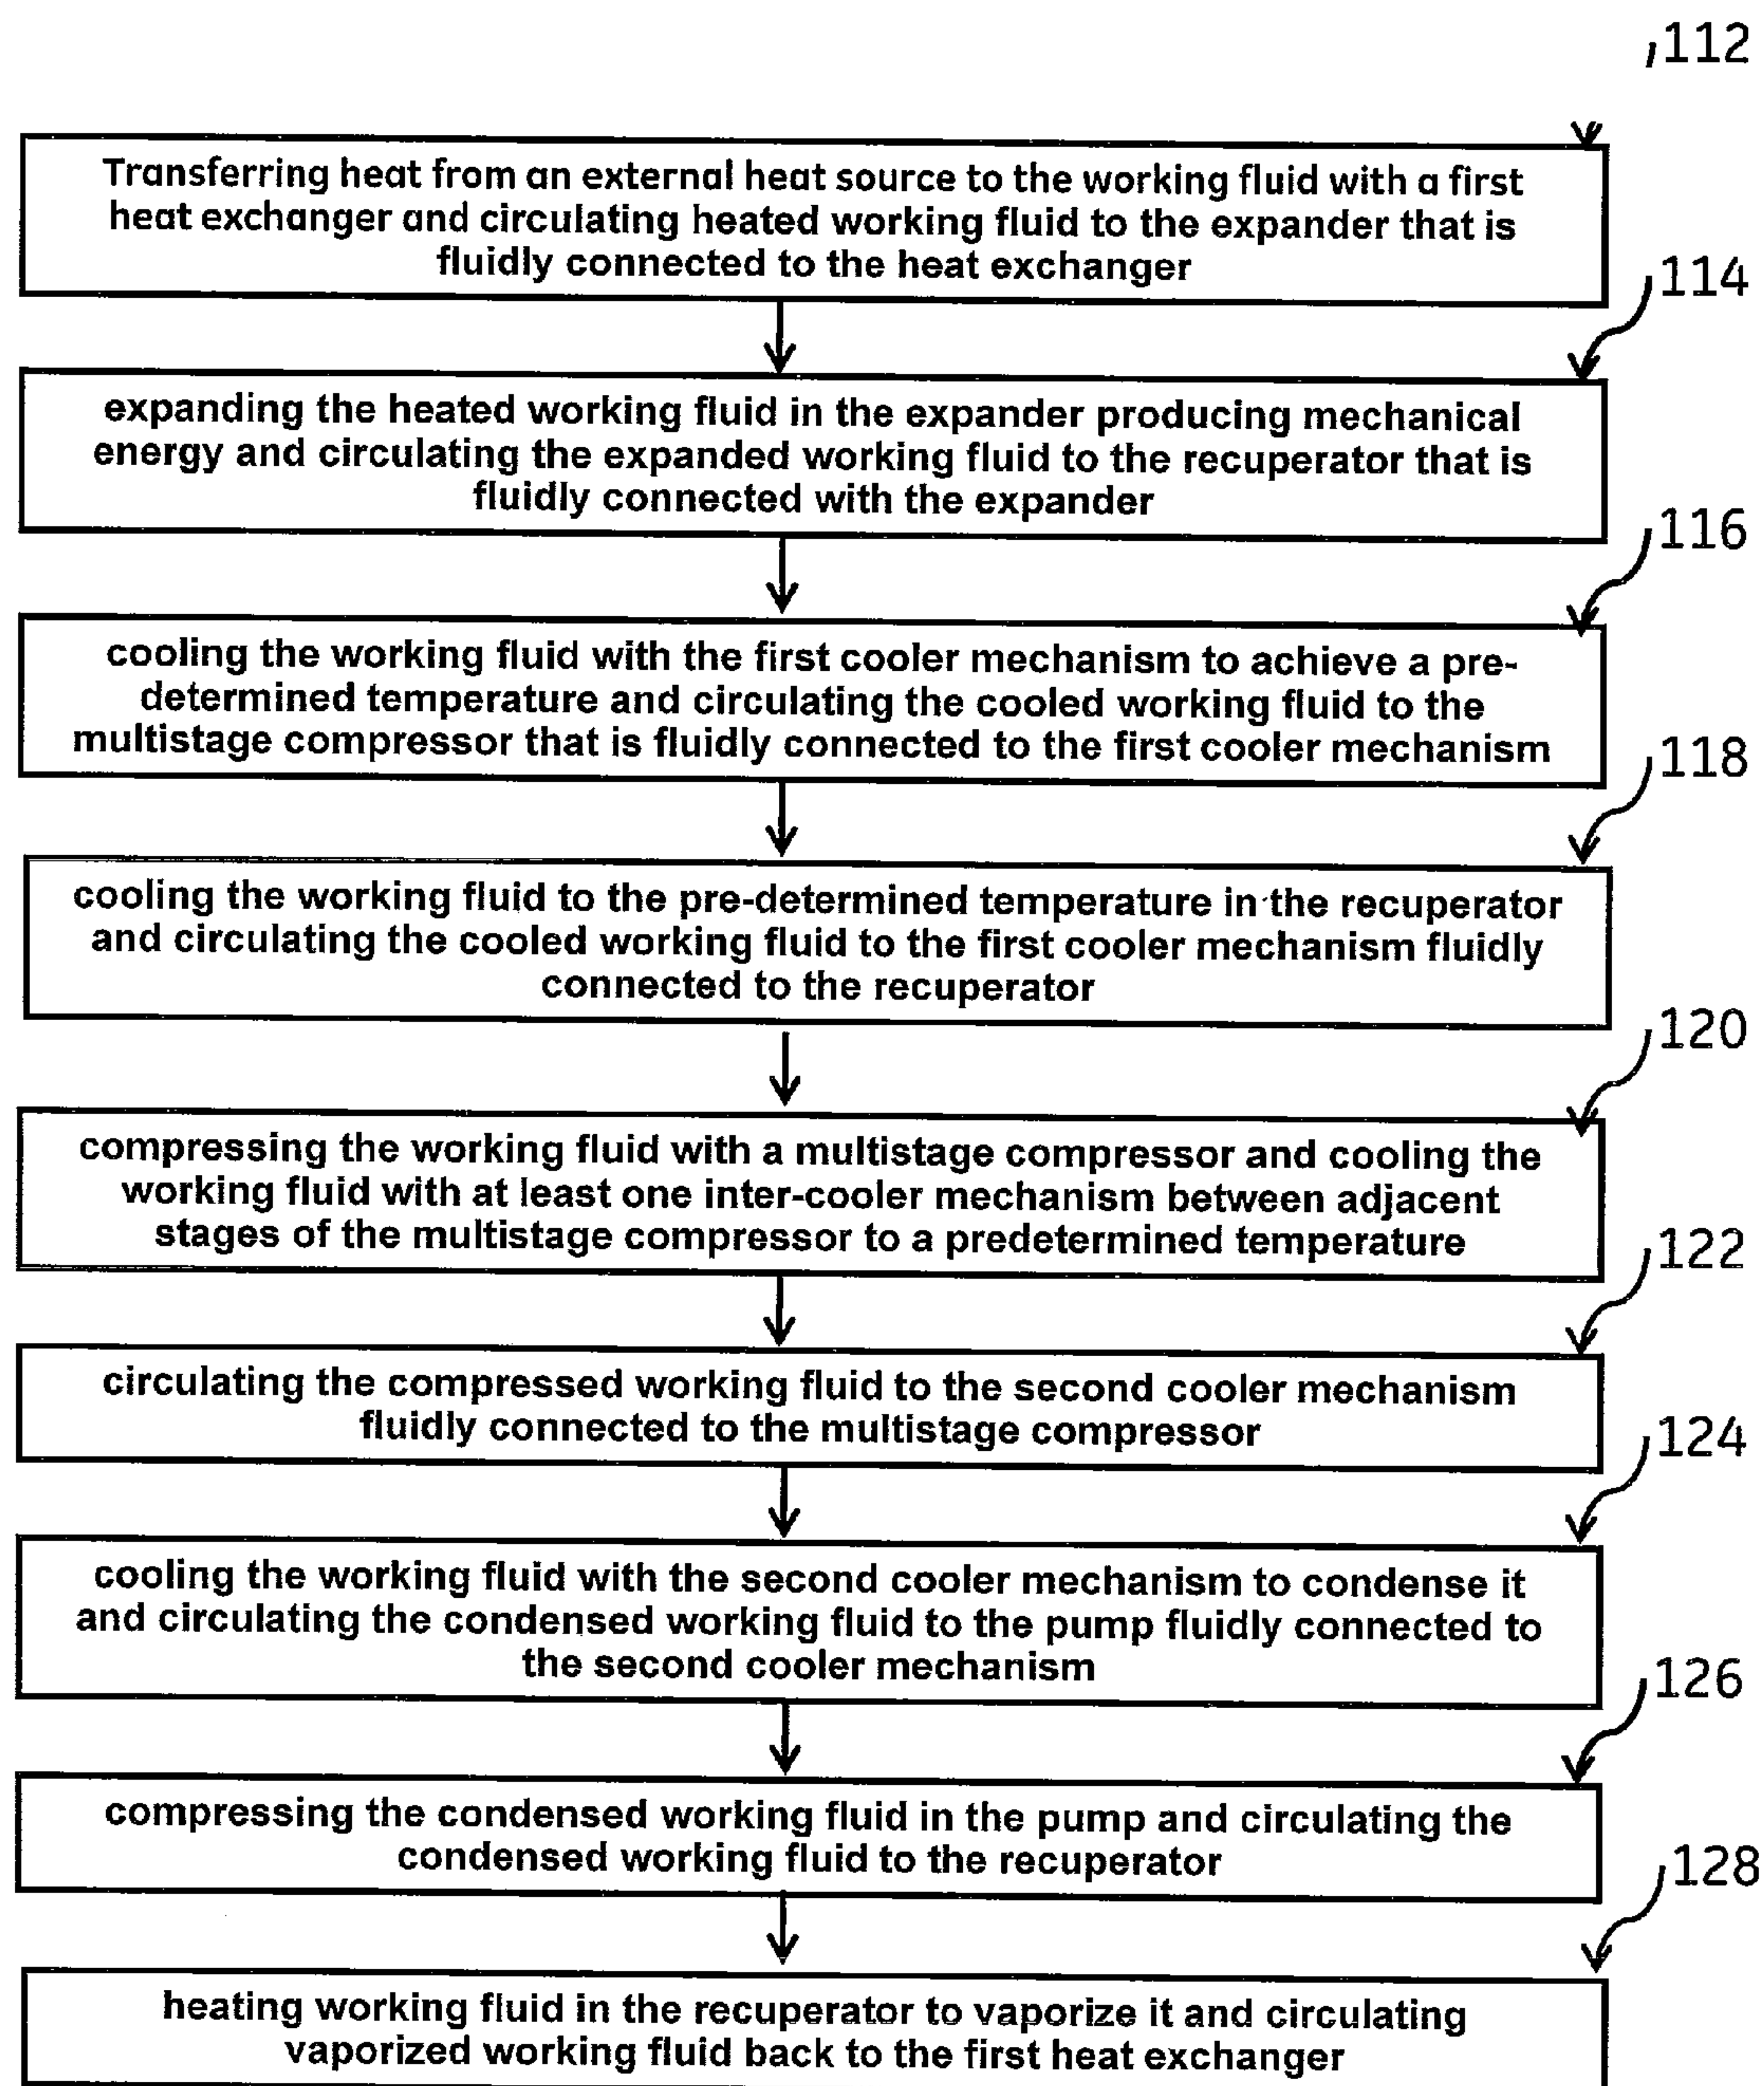 112
Transferring heat from an external heat source to the working fluid with a first
heat exchanger and circulating heated working fluid to the expander that is
fluidly connected to the heat exchanger
114
expanding the heated working fluid in the expander producing mechanical
energy and circulating the expanded working fluid to the recuperator that is
fluidly connected with the expander
116
cooling the working fluid with the first cooler mechanism to achieve a pre-
determined temperature and circulating the cooled working fluid to the
multistage compressor that is fluidly connected to the first cooler mechanism
118
cooling the working fluid to the pre-determined temperature in the recuperator
and circulating the cooled working fluid to the first cooler mechanism fluidly
connected to the recuperator
120
compressing the working fluid with a multistage compressor and cooling the
working fluid with at least one inter-cooler mechanism between adjacent
stages of the multistage compressor to a predetermined temperature
122
circulating the compressed working fluid to the second cooler mechanism
fluidly connected to the multistage compressor
124
cooling the working fluid with the second cooler mechanism to condense it
and circulating the condensed working fluid to the pump fluidly connected to
the second cooler mechanism
126
compressing the condensed working fluid in the pump and circulating the
condensed working fluid to the recuperator
128
heating working fluid in the recuperator to vaporize it and circulating
vaporized working fluid back to the first heat exchanger